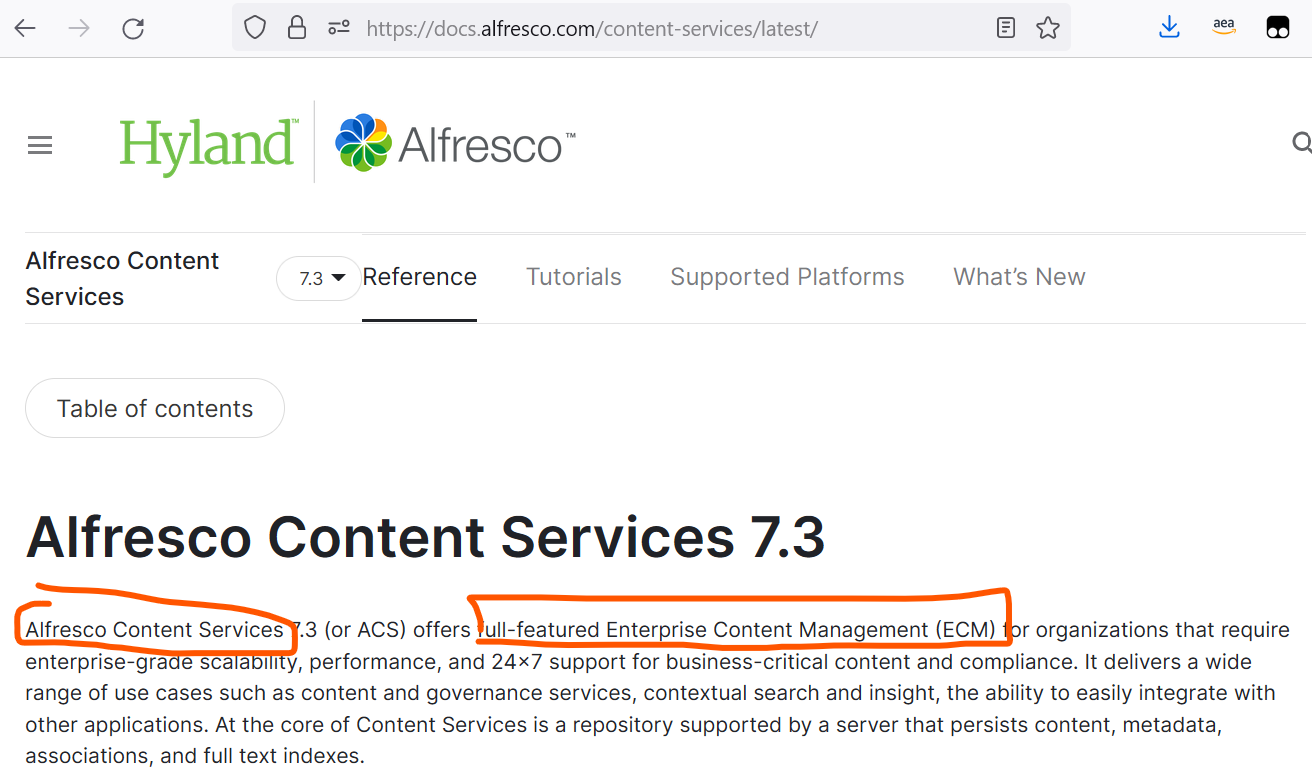 https://docs.alfresco.com/content-services/latest/
aea
Hyland™ Alfresco™
Alfresco Content
Services
7.3 Reference Tutorials Supported Platforms What’s New
Table of contents
Alfresco Content Services 7.3
Alfresco Content Services 7.3 (or ACS) offers full-featured Enterprise Content Management (ECM) for organizations that require
enterprise-grade scalability, performance, and 24×7 support for business-critical content and compliance. It delivers a wide
range of use cases such as content and governance services, contextual search and insight, the ability to easily integrate with
other applications. At the core of Content Services is a repository supported by a server that persists content, metadata,
associations, and full text indexes.